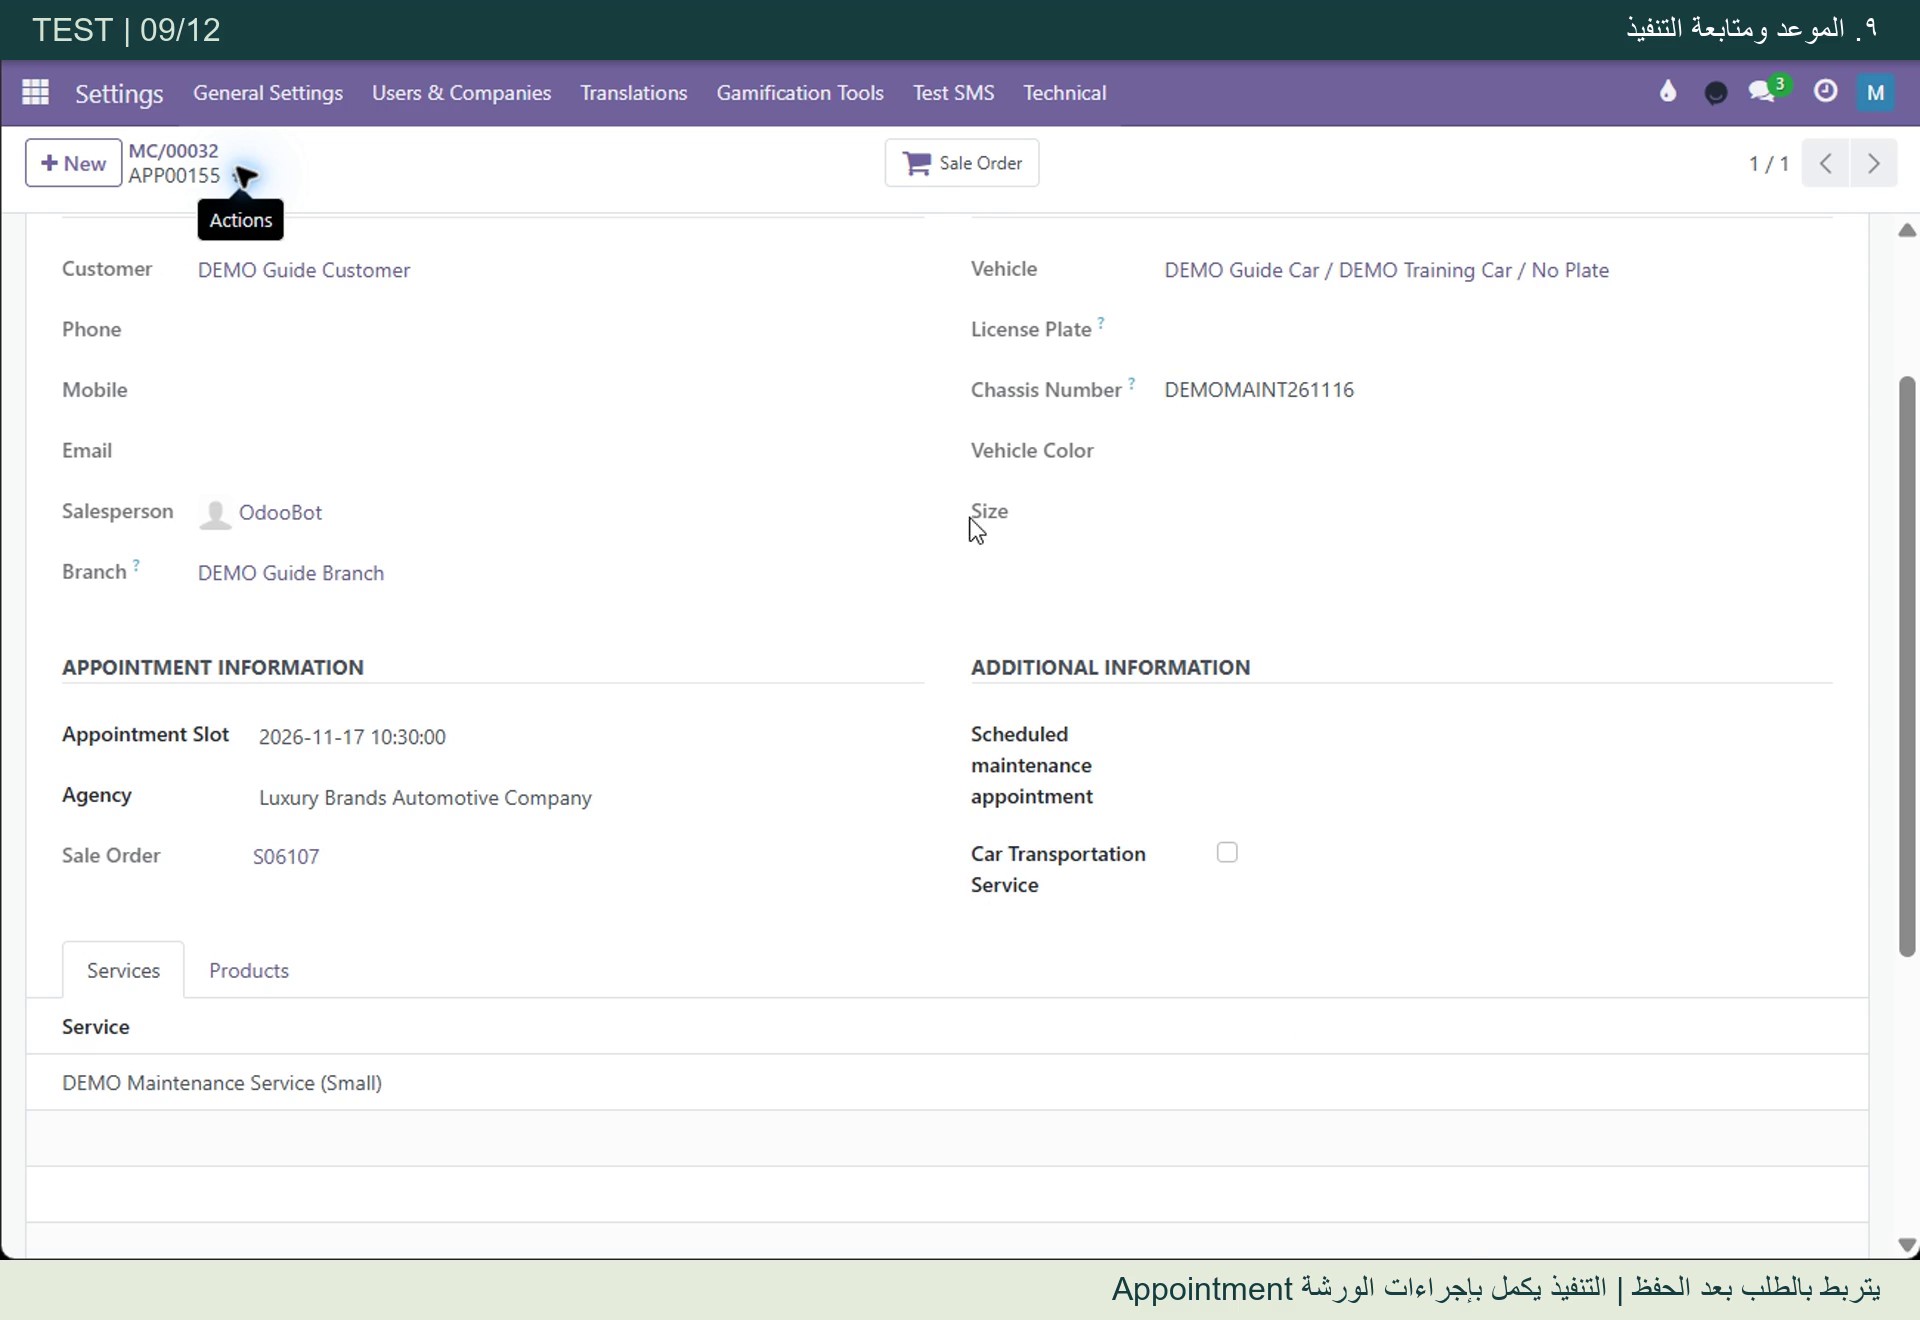 TEST | 09/12
٩. الموعد ومتابعة التنفيذ
Settings General Settings Users & Companies Translations Gamification Tools Test SMS Technical 3 M
+ New
MC/00032
APP00155
Sale Order
1 / 1
Actions
Customer DEMO Guide Customer
Phone
Mobile
Email
Salesperson OdooBot
Branch ? DEMO Guide Branch
Vehicle DEMO Guide Car / DEMO Training Car / No Plate
License Plate ?
Chassis Number ? DEMOMAINT261116
Vehicle Color
Size
APPOINTMENT INFORMATION
Appointment Slot 2026-11-17 10:30:00
Agency Luxury Brands Automotive Company
Sale Order S06107
ADDITIONAL INFORMATION
Scheduled
maintenance
appointment
Car Transportation
Service
Services Products
Service
DEMO Maintenance Service (Small)
يتربط بالطلب بعد الحفظ | التنفيذ يكمل بإجراءات الورشة Appointment